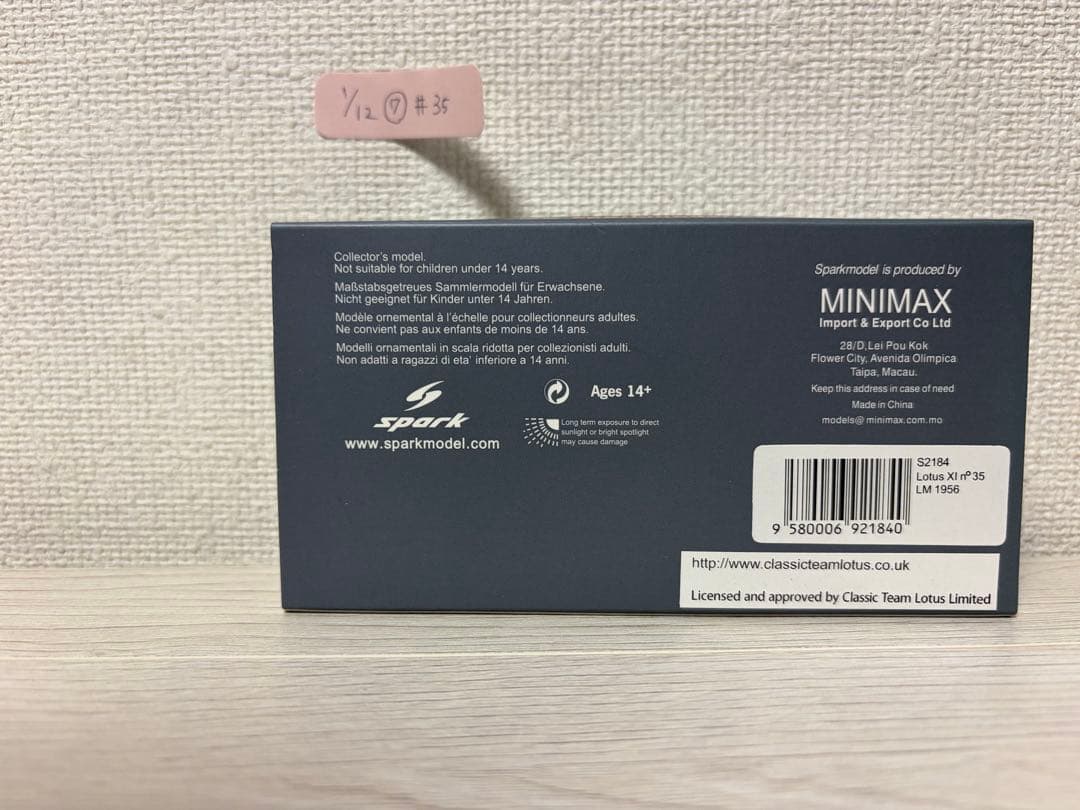 1/12 ⑦ #35
Collector's model.
Not suitable for children under 14 years.
Maßstabsgetreues Sammlermodell für Erwachsene.
Nicht geeignet für Kinder unter 14 Jahren.
Modèle ornemental à l'échelle pour collectionneurs adultes.
Ne convient pas aux enfants de moins de 14 ans.
Modelli ornamentali in scala ridotta per collezionisti adulti.
Non adatti a ragazzi di eta' inferiore a 14 anni.
spark
www.sparkmodel.com
Ages 14+
Long term exposure to direct
sunlight or bright spotlight
may cause damage
Sparkmodel is produced by
MINIMAX
Import & Export Co Ltd
28/D,Lei Pou Kok
Flower City, Avenida Olimpica
Taipa, Macau.
Keep this address in case of need
Made in China
models@minimax.com.mo
S2184
Lotus XI nº35
LM 1956
9 580006 921840
http://www.classicteamlotus.co.uk
Licensed and approved by Classic Team Lotus Limited